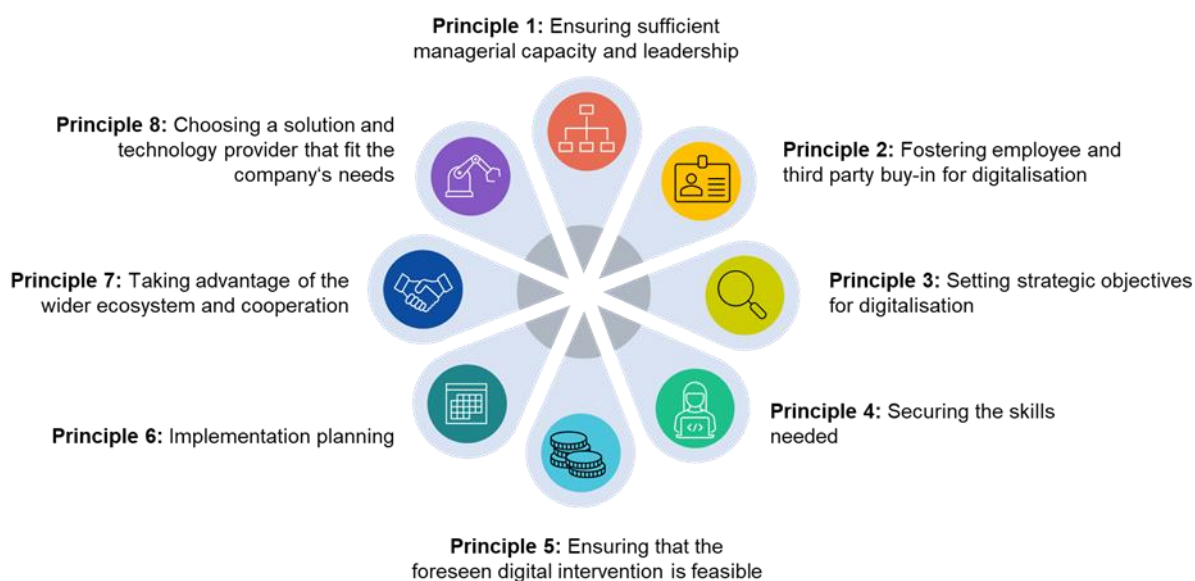 Principle 1: Ensuring sufficient
managerial capacity and leadership
Principle 2: Fostering employee and
third party buy-in for digitalisation
Principle 3: Setting strategic objectives
for digitalisation
Principle 4: Securing the skills
needed
Principle 5: Ensuring that the
foreseen digital intervention is feasible
Principle 6: Implementation planning
Principle 7: Taking advantage of the
wider ecosystem and cooperation
Principle 8: Choosing a solution and
technology provider that fit the
company‘s needs